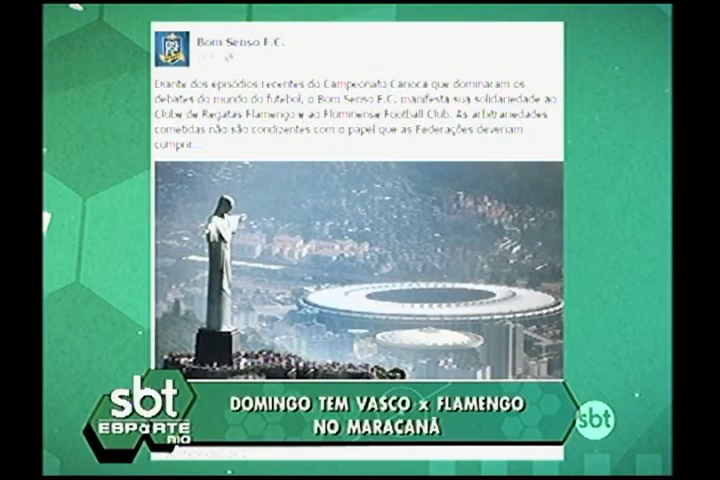 Bom Senso F.C.
Diante dos episódios recentes do Campeonato Carioca que dominaram os
debates do mundo do futebol, o Bom Senso F.C. manifesta sua solidariedade ao
Clube de Regatas Flamengo e ao Fluminense Football Club. As arbitrariedades
cometidas não são condizentes com o papel que as Federações deveriam
cumprir...
DOMINGO TEM VASCO x FLAMENGO
NO MARACANÃ
sbt
ESPORTE
RIO
sbt